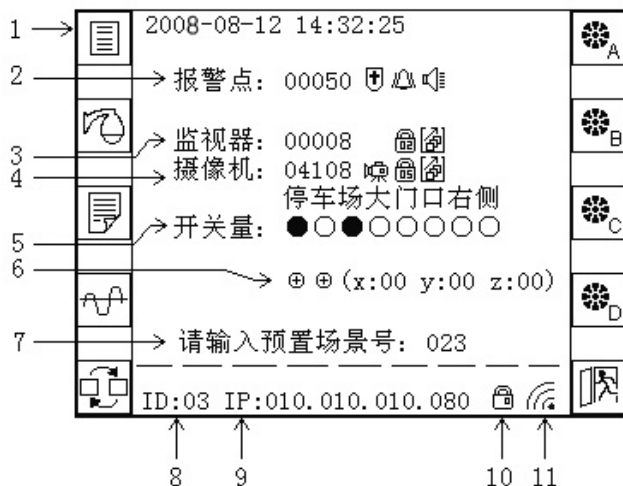 1
2008-08-12 14:32:25
A
2
报警点: 00050
B
3
监视器: 00008
4
摄像机: 04108
停车场大门口右侧
C
5
开关量:
6
(x:00 y:00 z:00)
D
7
请输入预置场景号: 023
ID:03 IP:010.010.010.080
8 9 10 11